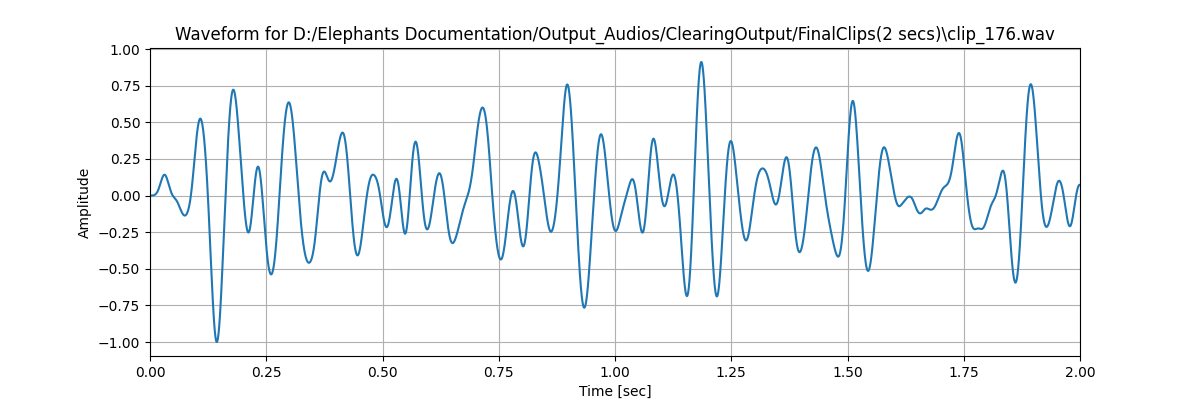 Waveform for D:/Elephants Documentation/Output_Audios/ClearingOutput/FinalClips(2 secs)\clip_176.wav
1.00
0.75
0.50
0.25
0.00
−0.25
−0.50
−0.75
−1.00
Amplitude
0.00 0.25 0.50 0.75 1.00 1.25 1.50 1.75 2.00
Time [sec]